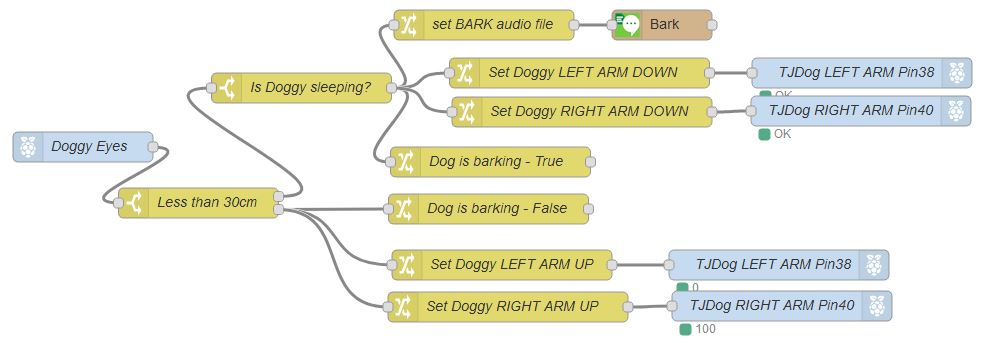 set BARK audio file
Bark
Set Doggy LEFT ARM DOWN
TJDog LEFT ARM Pin38
Is Doggy sleeping?
OK
Set Doggy RIGHT ARM DOWN
TJDog RIGHT ARM Pin40
OK
Doggy Eyes
Dog is barking - True
Less than 30cm
Dog is barking - False
Set Doggy LEFT ARM UP
TJDog LEFT ARM Pin38
0
Set Doggy RIGHT ARM UP
TJDog RIGHT ARM Pin40
100